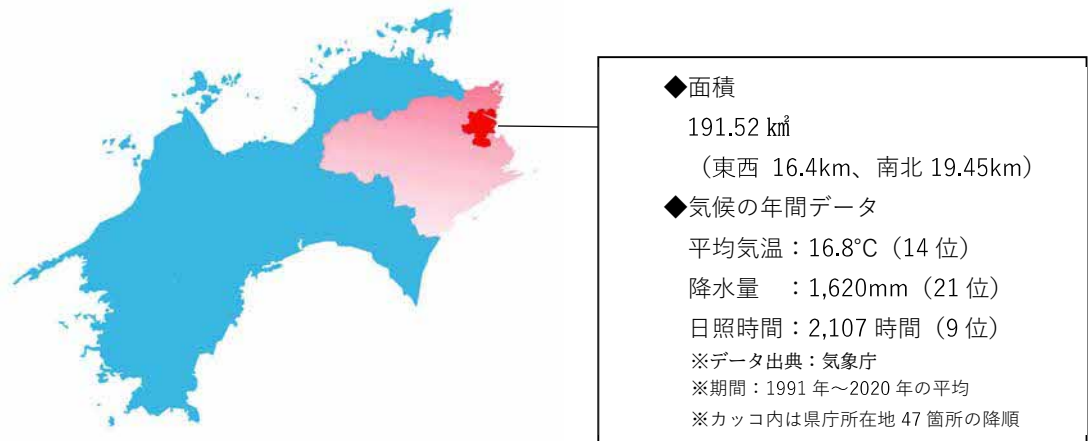 ◆面積
191.52 ㎢
（東西 16.4km、南北 19.45km）
◆気候の年間データ
平均気温：16.8℃（14 位）
降水量　：1,620mm（21 位）
日照時間：2,107 時間（9 位）
※データ出典：気象庁
※期間：1991 年～2020 年の平均
※カッコ内は県庁所在地 47 箇所の降順